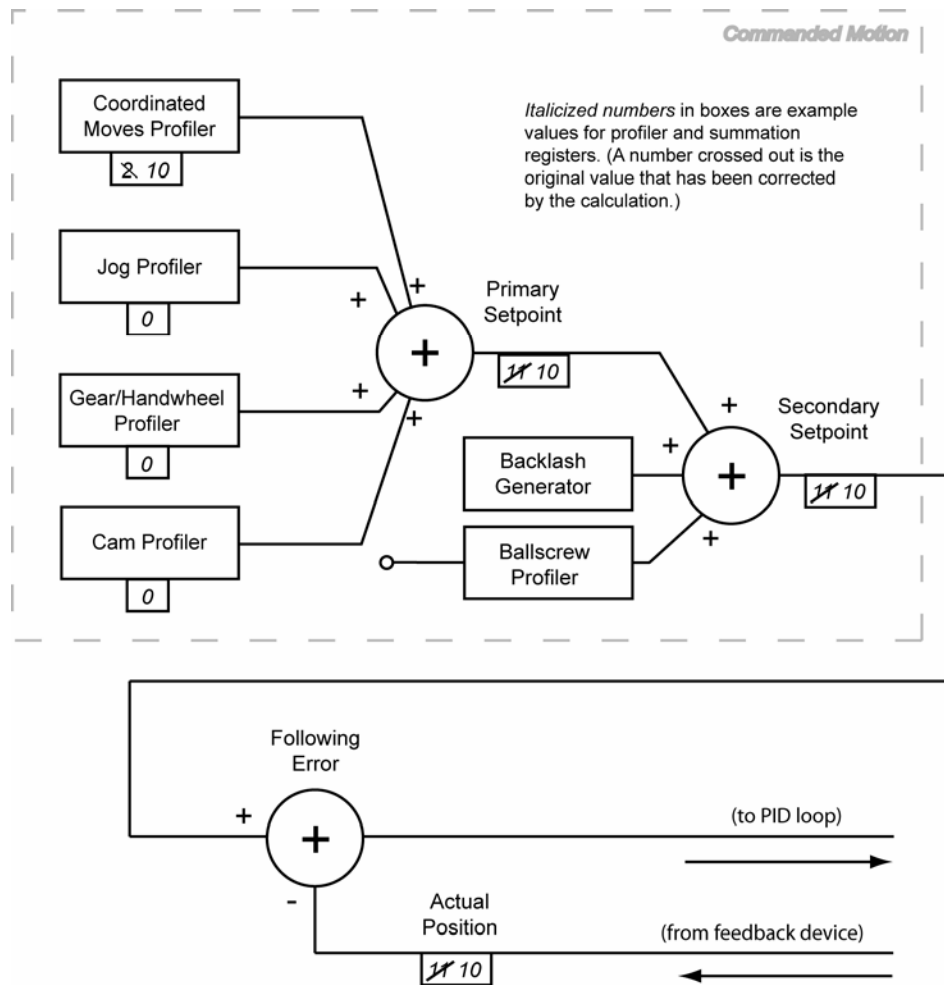 Commanded Motion
Coordinated
Moves Profiler
2 10
Italicized numbers in boxes are example
values for profiler and summation
registers. (A number crossed out is the
original value that has been corrected
by the calculation.)
Jog Profiler
0
Gear/Handwheel
Profiler
0
Cam Profiler
0
+
+
+
+
+
Primary
Setpoint
11 10
Backlash
Generator
Ballscrew
Profiler
+
+
+
+
Secondary
Setpoint
11 10
Following
Error
+
+
-
(to PID loop)
Actual
Position
11 10
(from feedback device)